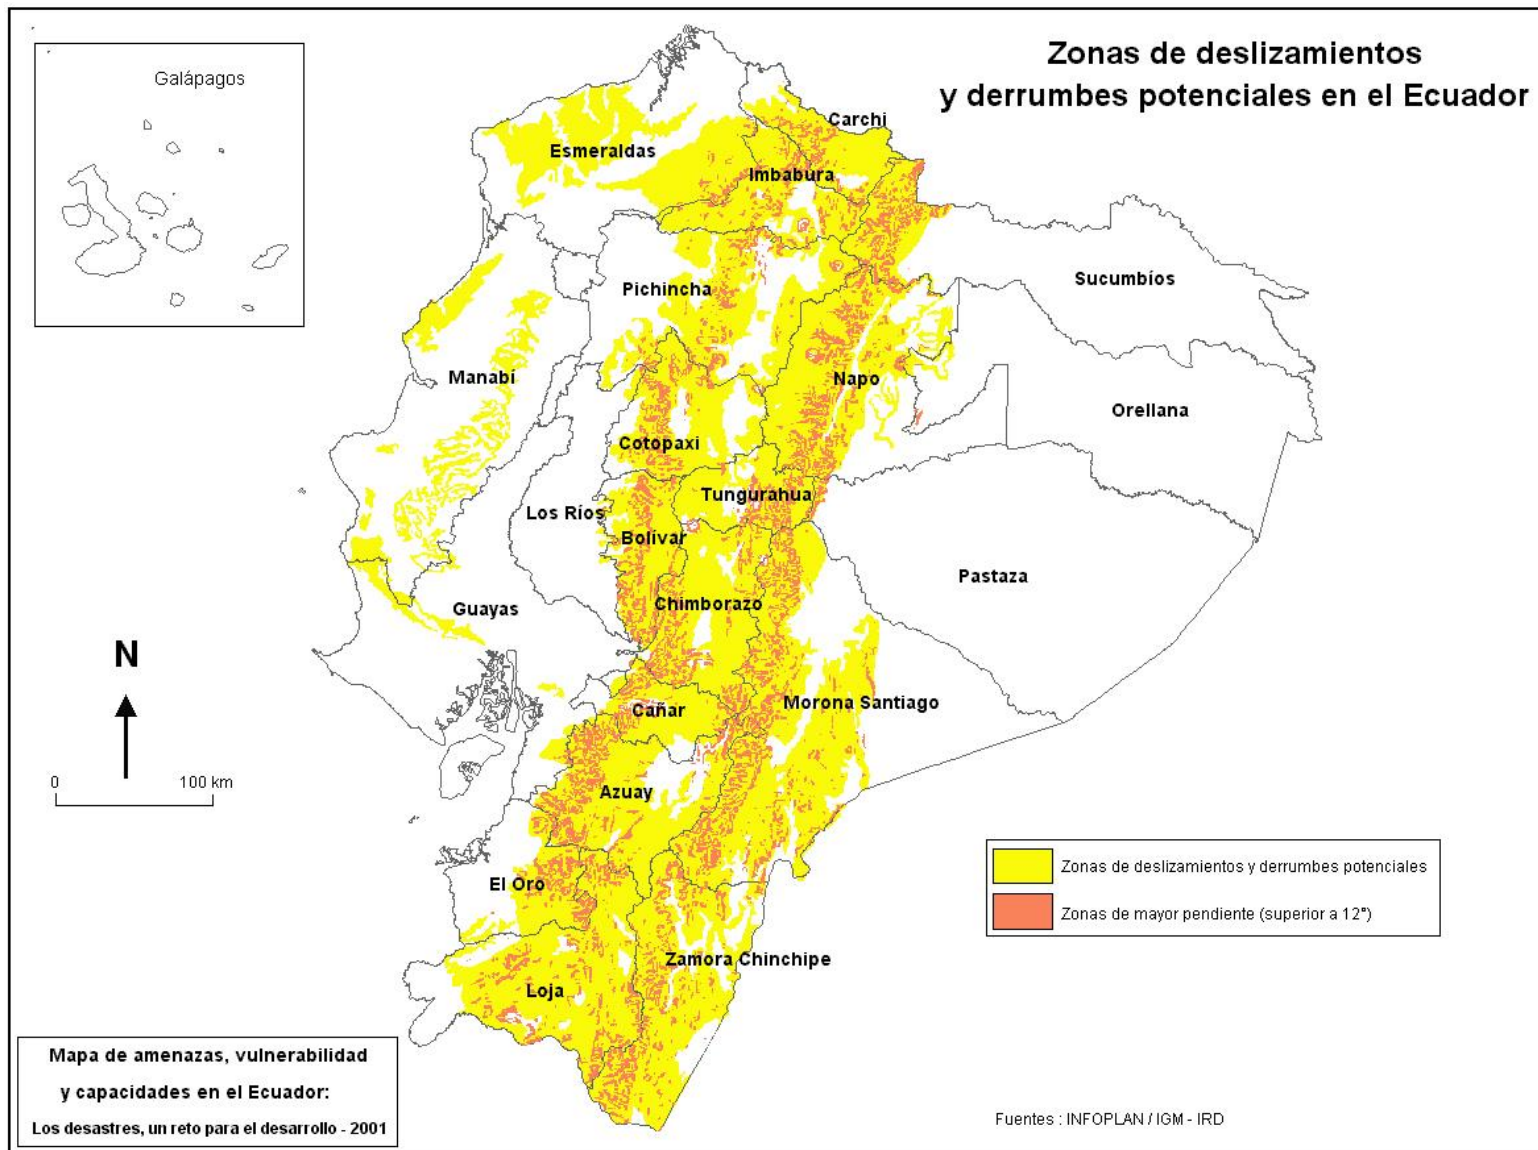 Zonas de deslizamientos
y derrumbes potenciales en el Ecuador
Galápagos
Carchi
Esmeraldas
Imbabura
Sucumbíos
Pichincha
Manabí
Napo
Orellana
Cotopaxi
Tungurahua
Los Ríos
Bolívar
Pastaza
Chimborazo
Guayas
N
Morona Santiago
Cañar
0 100 km
Azuay
El Oro
Zonas de deslizamientos y derrumbes potenciales
Zonas de mayor pendiente (superior a 12°)
Zamora Chinchipe
Loja
Mapa de amenazas, vulnerabilidad
y capacidades en el Ecuador:
Los desastres, un reto para el desarrollo - 2001
Fuentes : INFOPLAN / IGM - IRD